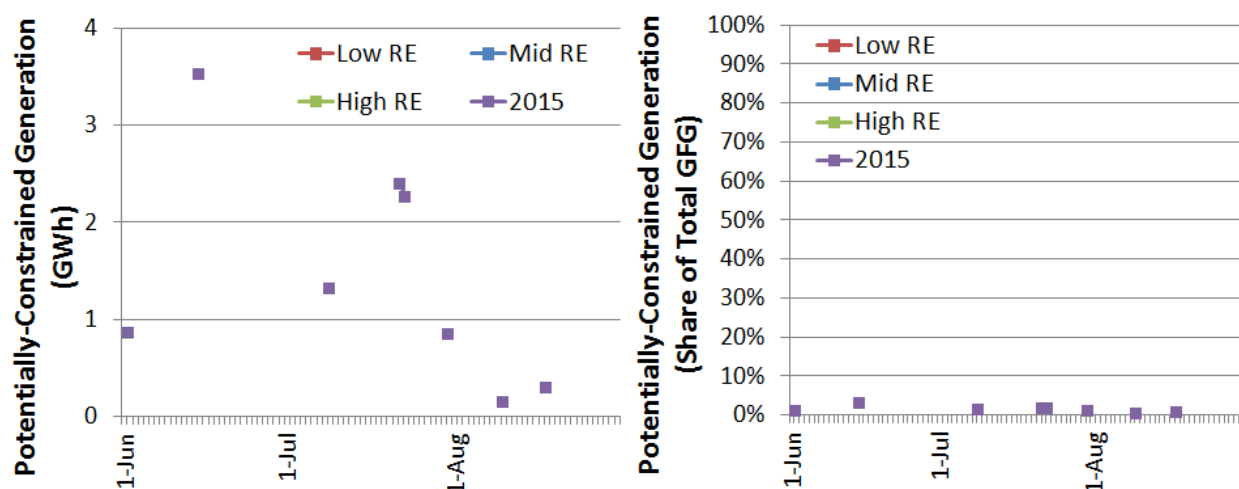 Potentially-Constrained Generation
(GWh)
4
3
2
1
0
Low RE
Mid RE
High RE
2015
1-Jun
1-Jul
1-Aug
Potentially-Constrained Generation
(Share of Total GFG)
100%
90%
80%
70%
60%
50%
40%
30%
20%
10%
0%
Low RE
Mid RE
High RE
2015
1-Jun
1-Jul
1-Aug